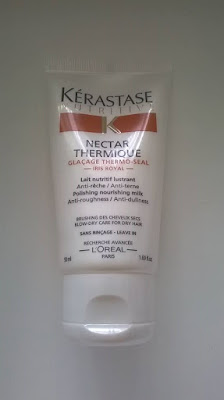 KÉRASTASE
NUTRITIVE
K
NECTAR
THERMIQUE
GLAÇAGE THERMO-SEAL
IRIS ROYAL
Lait nutritif lustrant
Anti-rêche / Anti-terne
Polishing nourishing milk
Anti-roughness / Anti-dullness
BRUSHING DES CHEVEUX SECS
BLOW-DRY CARE FOR DRY HAIR
SANS RINÇAGE - LEAVE IN
RECHERCHE AVANCÉE
L'ORÉAL
PARIS
50 ml